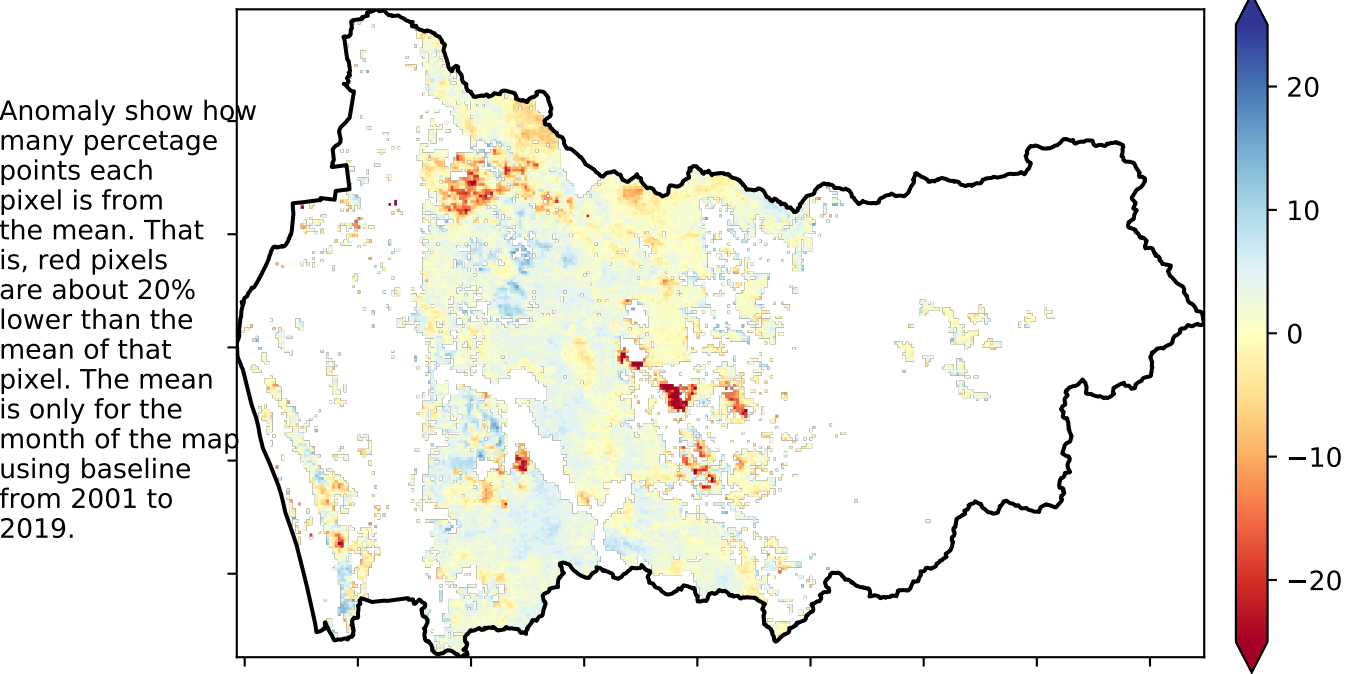 Anomaly show how
many percetage
points each
pixel is from
the mean. That
is, red pixels
are about 20%
lower than the
mean of that
pixel. The mean
is only for the
month of the map
using baseline
from 2001 to
2019.
20
10
0
−10
−20